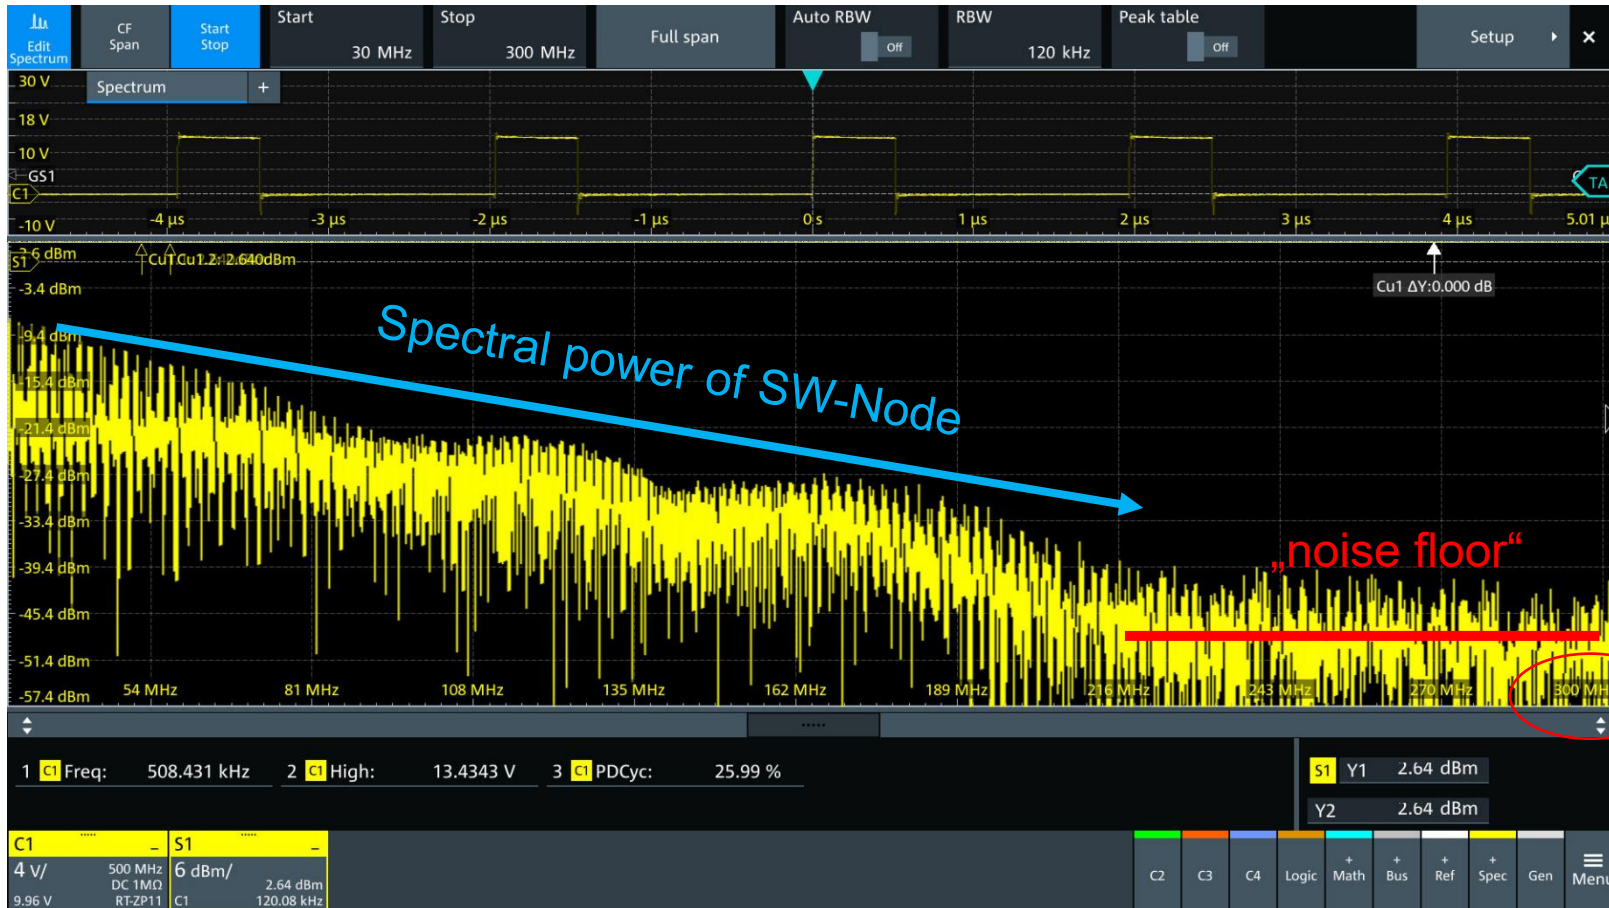 Edit
Spectrum
CF
Span
Start
Stop
Start
30 MHz
Stop
300 MHz
Full span
Auto RBW
Off
RBW
120 kHz
Peak table
Off
Setup
Spectrum
+
30 V
18 V
10 V
GS1
C1
TA
-10 V
-4 µs
-3 µs
-2 µs
-1 µs
0 s
1 µs
2 µs
3 µs
4 µs
5.01 µ
S1
Cu1.2: 2.640dBm
Cu1 ΔY:0.000 dB
-3.4 dBm
-9.4 dBm
-15.4 dBm
-21.4 dBm
-27.4 dBm
-33.4 dBm
-39.4 dBm
-45.4 dBm
-51.4 dBm
-57.4 dBm
Spectral power of SW-Node
„noise floor“
54 MHz
81 MHz
108 MHz
135 MHz
162 MHz
189 MHz
216 MHz
243 MHz
270 MHz
300 MH
1 C1 Freq: 508.431 kHz 2 C1 High: 13.4343 V 3 C1 PDCyc: 25.99 %
S1 Y1 2.64 dBm
Y2 2.64 dBm
C1
4 V/
500 MHz
DC 1MΩ
9.96 V
RT-ZP11
S1
6 dBm/
2.64 dBm
C1
120.08 kHz
C2
C3
C4
Logic
+
Math
+
Bus
+
Ref
+
Spec
Gen
Menu